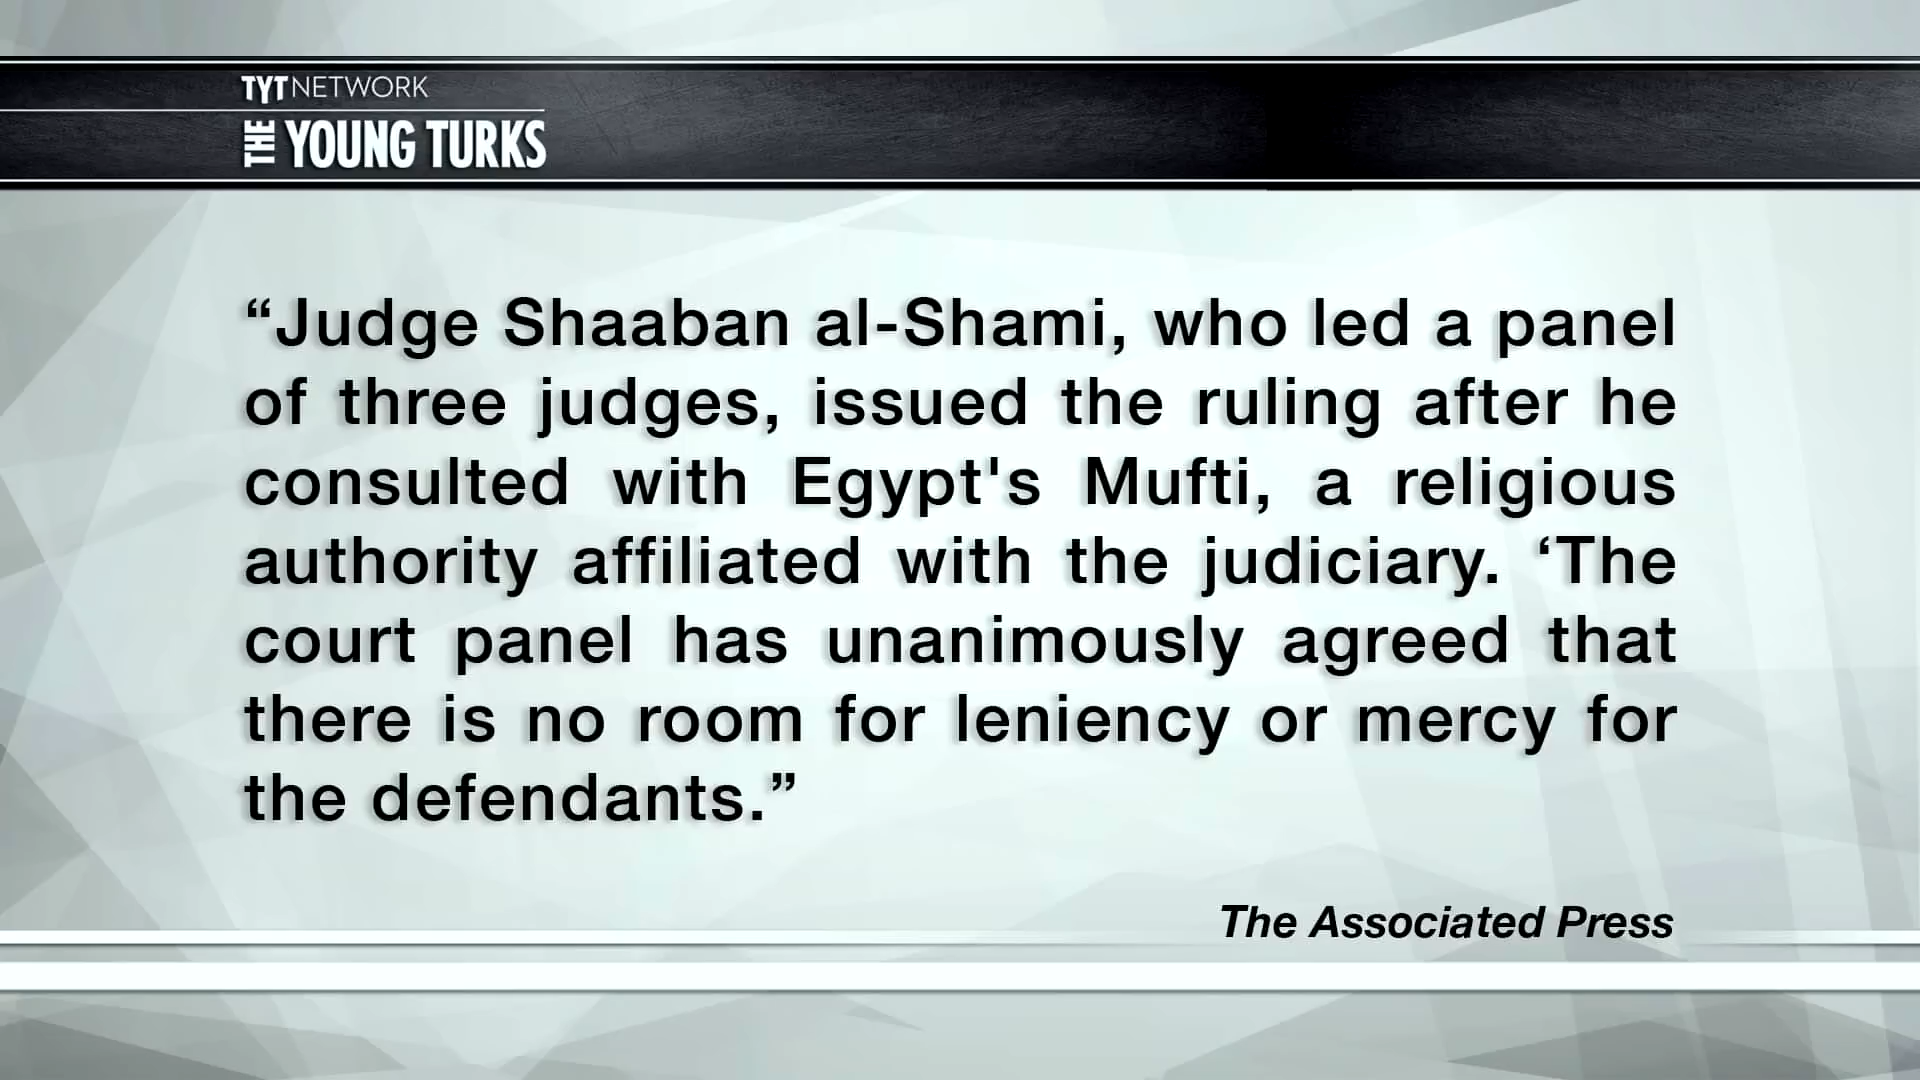 TYT NETWORK
THE YOUNG TURKS
“Judge Shaaban al-Shami, who led a panel
of three judges, issued the ruling after he
consulted with Egypt's Mufti, a religious
authority affiliated with the judiciary. ‘The
court panel has unanimously agreed that
there is no room for leniency or mercy for
the defendants.”
The Associated Press